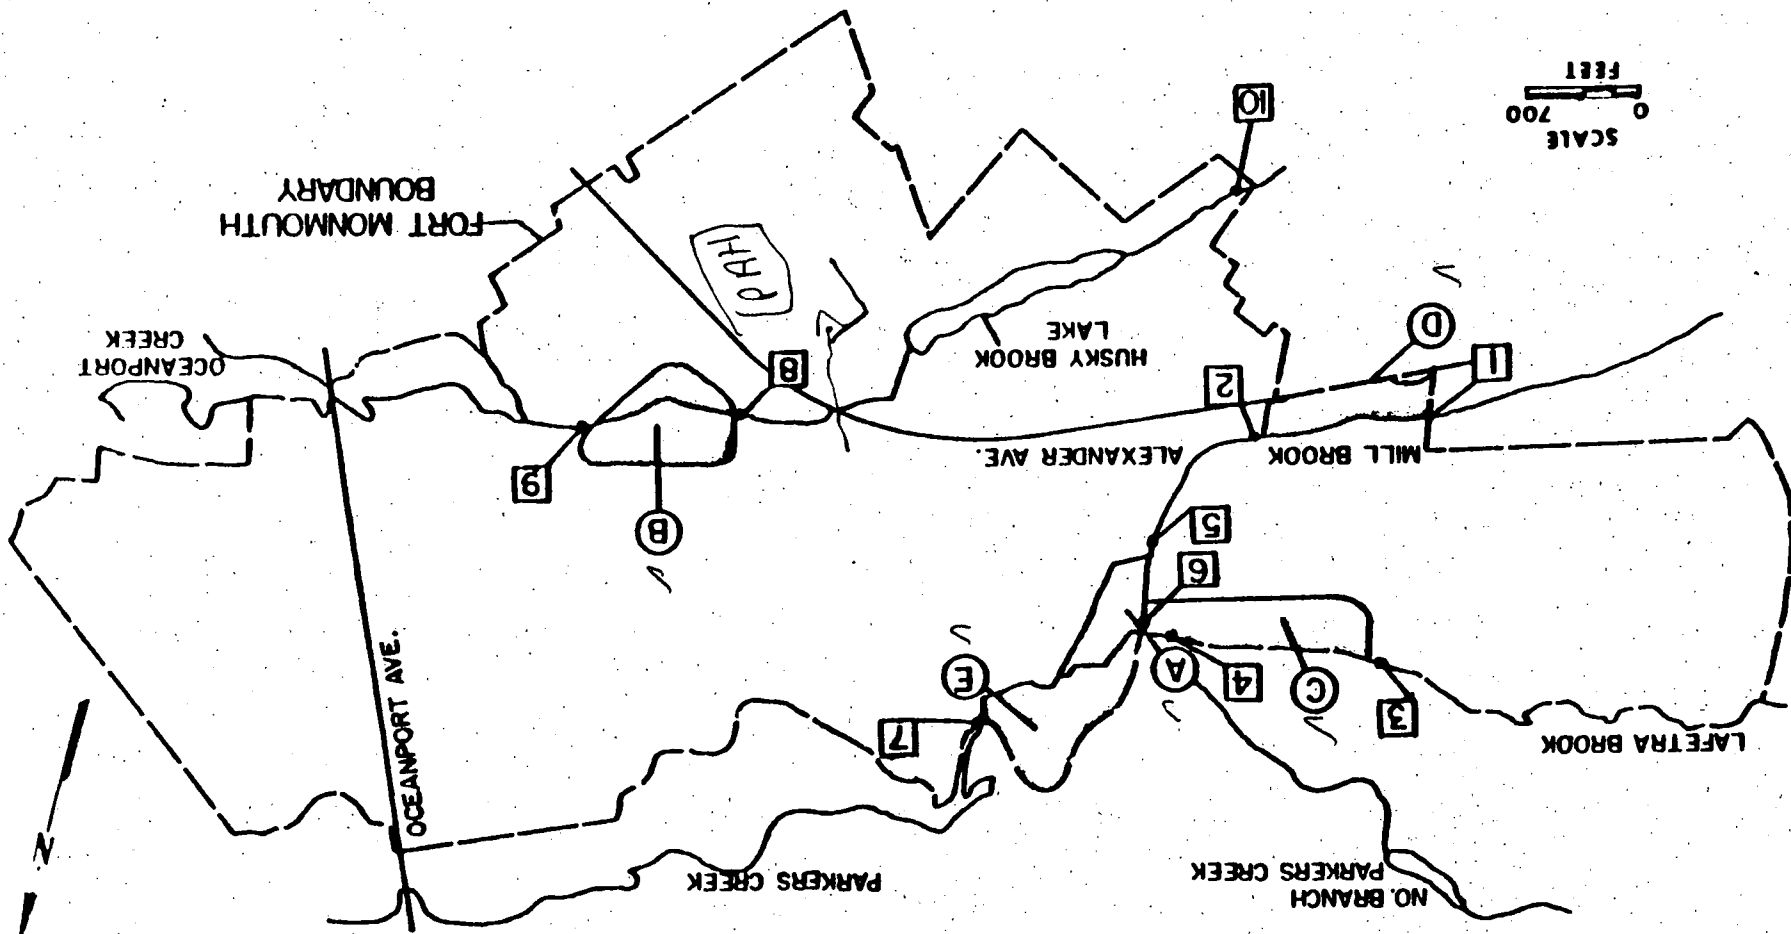 NO. BRANCH
PARKERS CREEK
PARKERS CREEK
N
LAFETRA BROOK
OCEANPORT AVE.
3
C
4
A
E
7
6
5
B
9
MILL BROOK
ALEXANDER AVE.
1
2
8
D
HUSKY BROOK
LAKE
OCEANPORT
CREEK
PAH
FORT MONMOUTH
BOUNDARY
10
SCALE
0 700
FEET